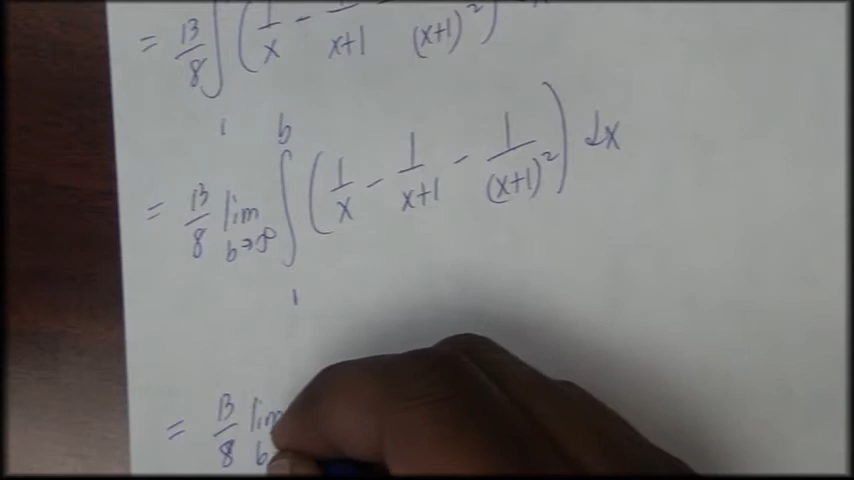 = 13/8 ∫₁ (1/x - 1/(x+1) - 1/(x+1)²)
= 13/8 lim b→∞ ∫₁ᵇ (1/x - 1/(x+1) - 1/(x+1)²) dx
= 13/8 lim b